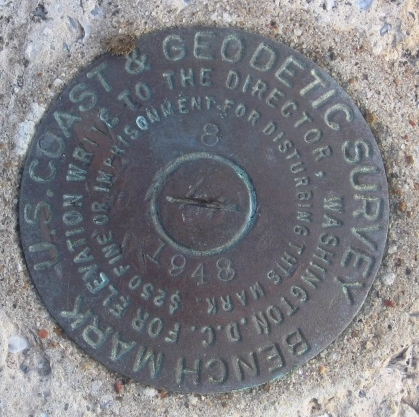 U.S. COAST & GEODETIC SURVEY
BENCH MARK
FOR ELEVATION WRITE TO THE DIRECTOR, WASHINGTON, D.C.
$250 FINE OR IMPRISONMENT FOR DISTURBING THIS MARK.
8
1948